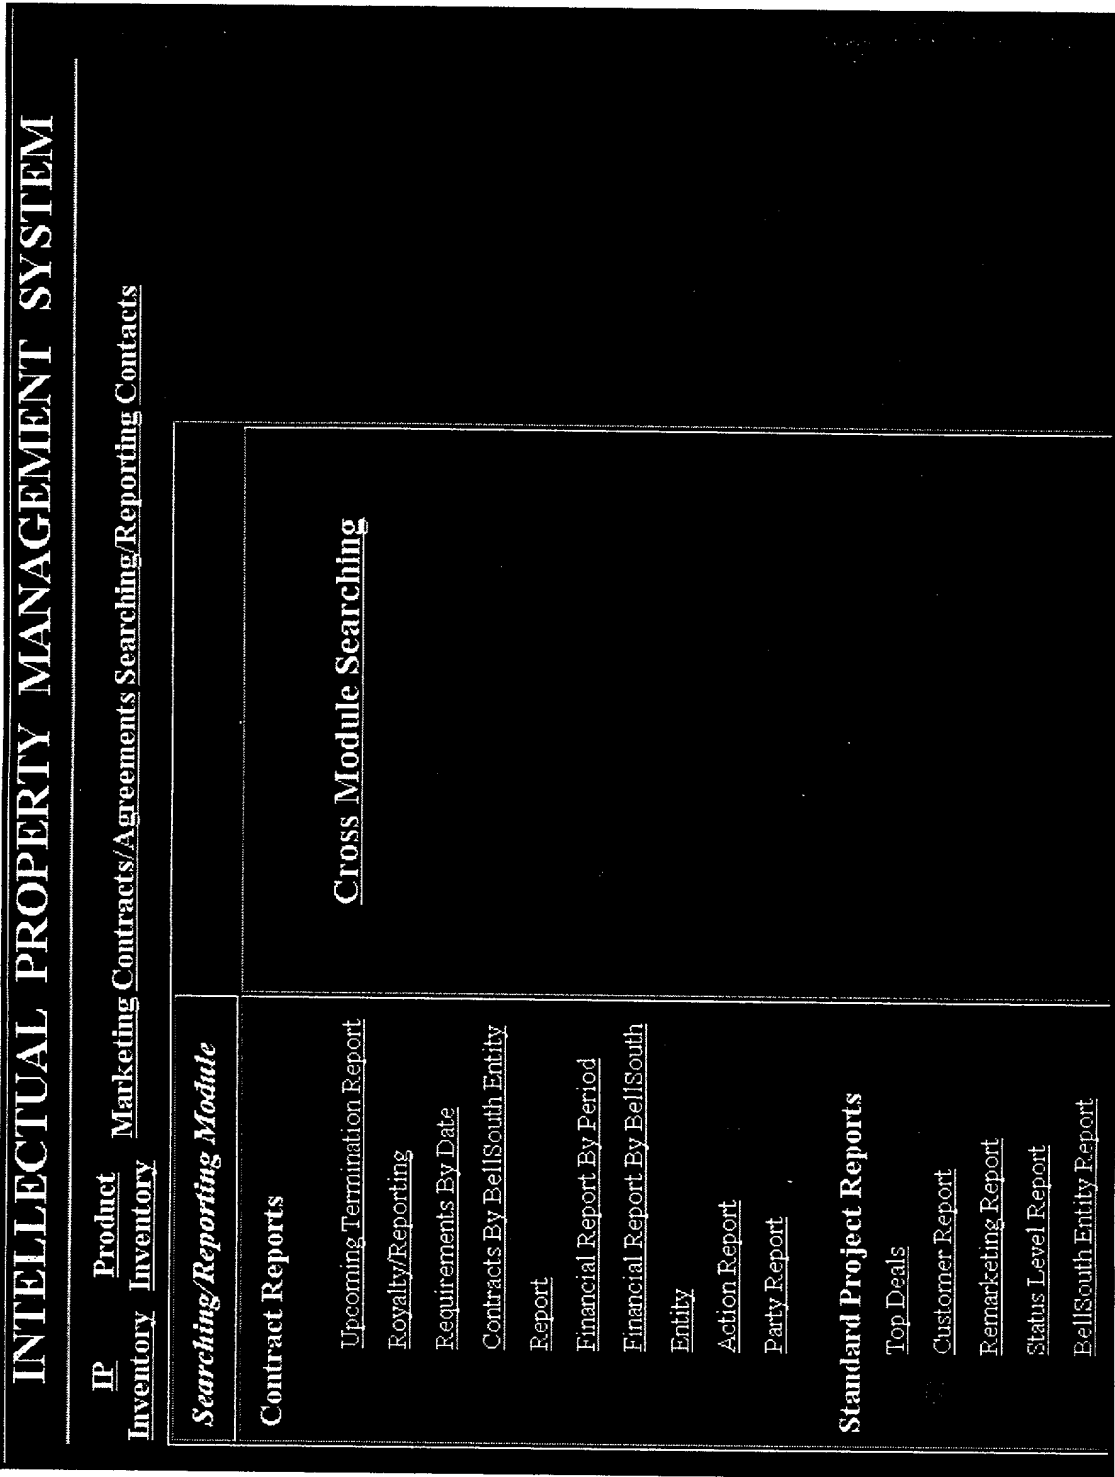 INTELLECTUAL PROPERTY MANAGEMENT SYSTEM
IP Product Marketing Contracts/Agreements Searching/Reporting Contacts
Inventory Inventory
Searching/Reporting Module
Contract Reports
Cross Module Searching
Upcoming Termination Report
Royalty/Reporting
Requirements By Date
Contracts By BellSouth Entity
Report
Financial Report By Period
Financial Report By BellSouth
Entity
Action Report
Party Report
Standard Project Reports
Top Deals
Customer Report
Remarketing Report
Status Level Report
BellSouth Entity Report